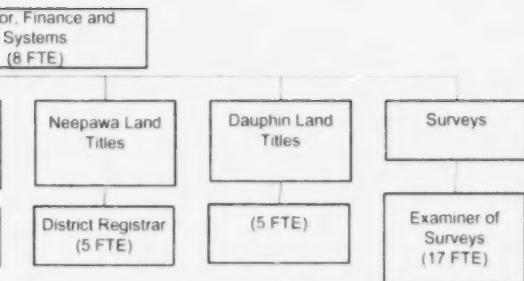 or, Finance and
Systems
(8 FTE)
Neepawa Land
Titles
Dauphin Land
Titles
Surveys
District Registrar
(5 FTE)
(5 FTE)
Examiner of
Surveys
(17 FTE)